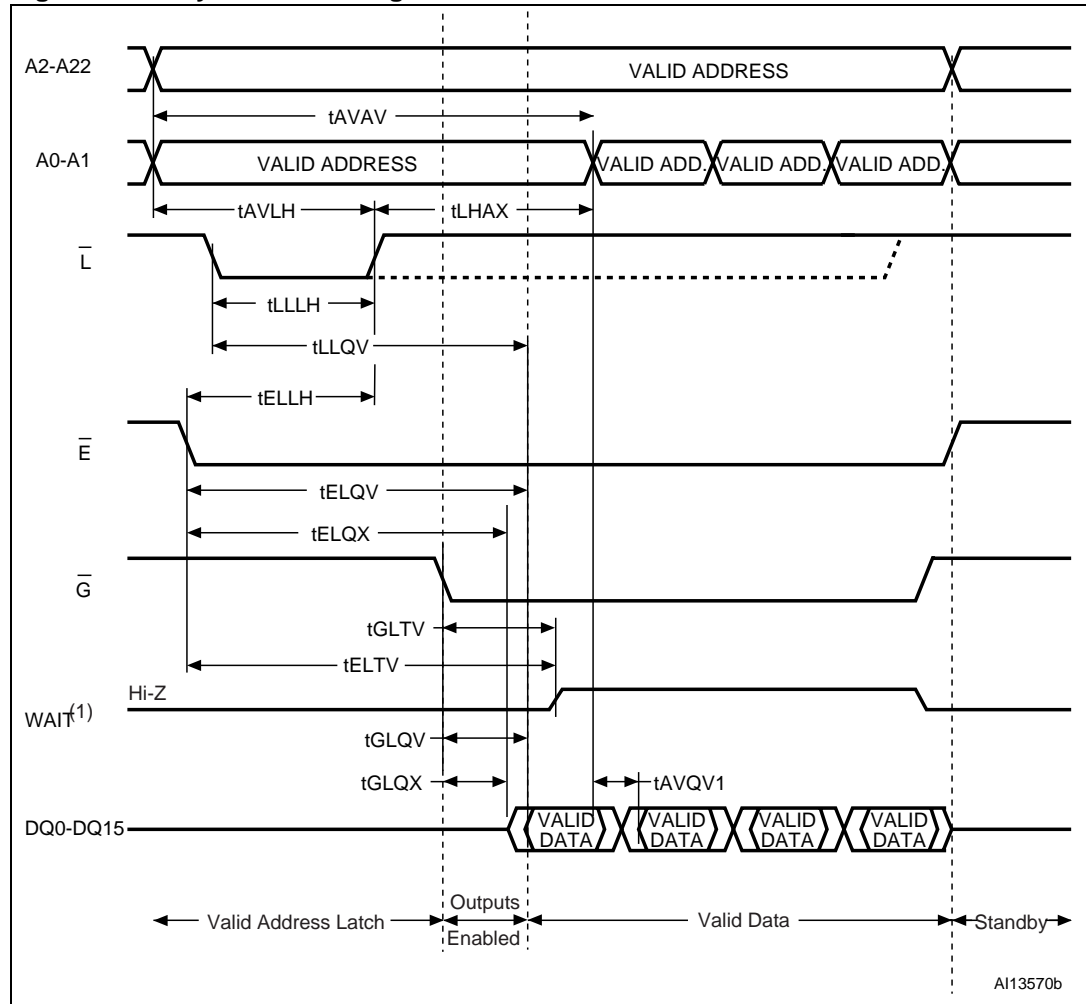 A2-A22
VALID ADDRESS
tAVAV
A0-A1
VALID ADDRESS
VALID ADD.
VALID ADD.
VALID ADD.
tAVLH
tLHAX
L
tLLLH
tLLQV
tELLH
E
tELQV
tELQX
G
tGLTV
tELTV
Hi-Z
WAIT(1)
tGLQV
tGLQX
tAVQV1
DQ0-DQ15
VALID DATA
VALID DATA
VALID DATA
VALID DATA
Valid Address Latch
Outputs
Enabled
Valid Data
Standby
AI13570b